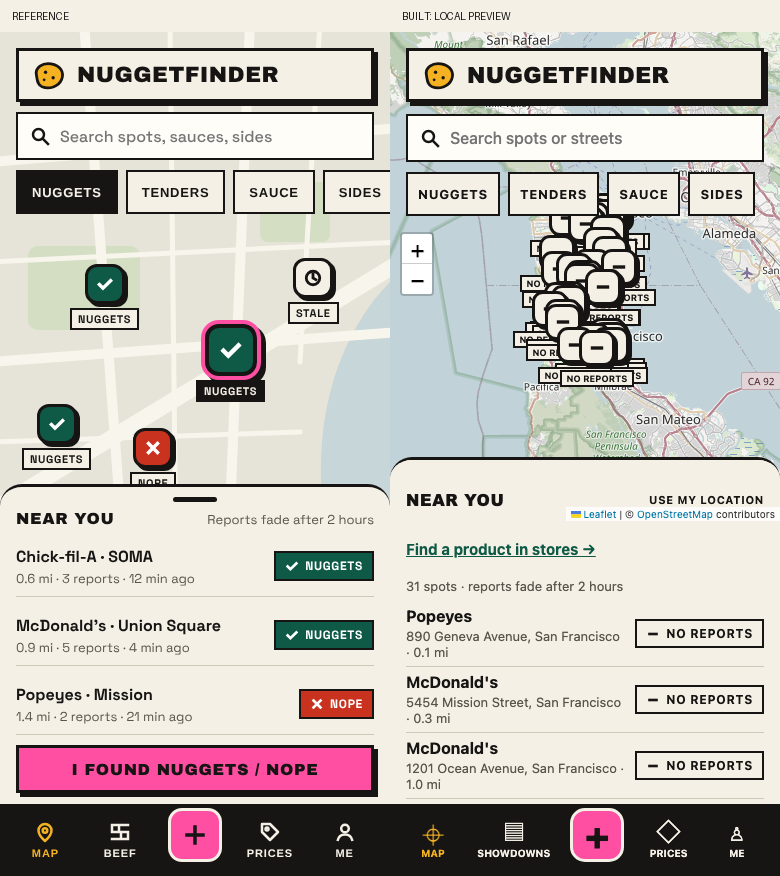 REFERENCE
NUGGETFINDER
Search spots, sauces, sides
NUGGETS TENDERS SAUCE SIDES
NUGGETS
STALE
NUGGETS
NUGGETS
NOPE
NEAR YOU Reports fade after 2 hours
Chick-fil-A · SOMA
0.6 mi · 3 reports · 12 min ago
NUGGETS
McDonald's · Union Square
0.9 mi · 5 reports · 4 min ago
NUGGETS
Popeyes · Mission
1.4 mi · 2 reports · 21 min ago
NOPE
I FOUND NUGGETS / NOPE
MAP BEEF + PRICES ME
BUILT: LOCAL PREVIEW
Mount
San Rafael
NUGGETFINDER
Search spots or streets
NUGGETS TENDERS SAUCE SIDES
Alameda
San
+
−
CA 92
Pacifica
NO REPORTS
San Mateo
San Francisco
Peninsula
NEAR YOU USE MY LOCATION
Leaflet | © OpenStreetMap contributors
Find a product in stores →
31 spots · reports fade after 2 hours
Popeyes
890 Geneva Avenue, San Francisco
· 0.1 mi
NO REPORTS
McDonald's
5454 Mission Street, San Francisco
· 0.3 mi
NO REPORTS
McDonald's
1201 Ocean Avenue, San Francisco ·
1.0 mi
NO REPORTS
MAP SHOWDOWNS + PRICES ME